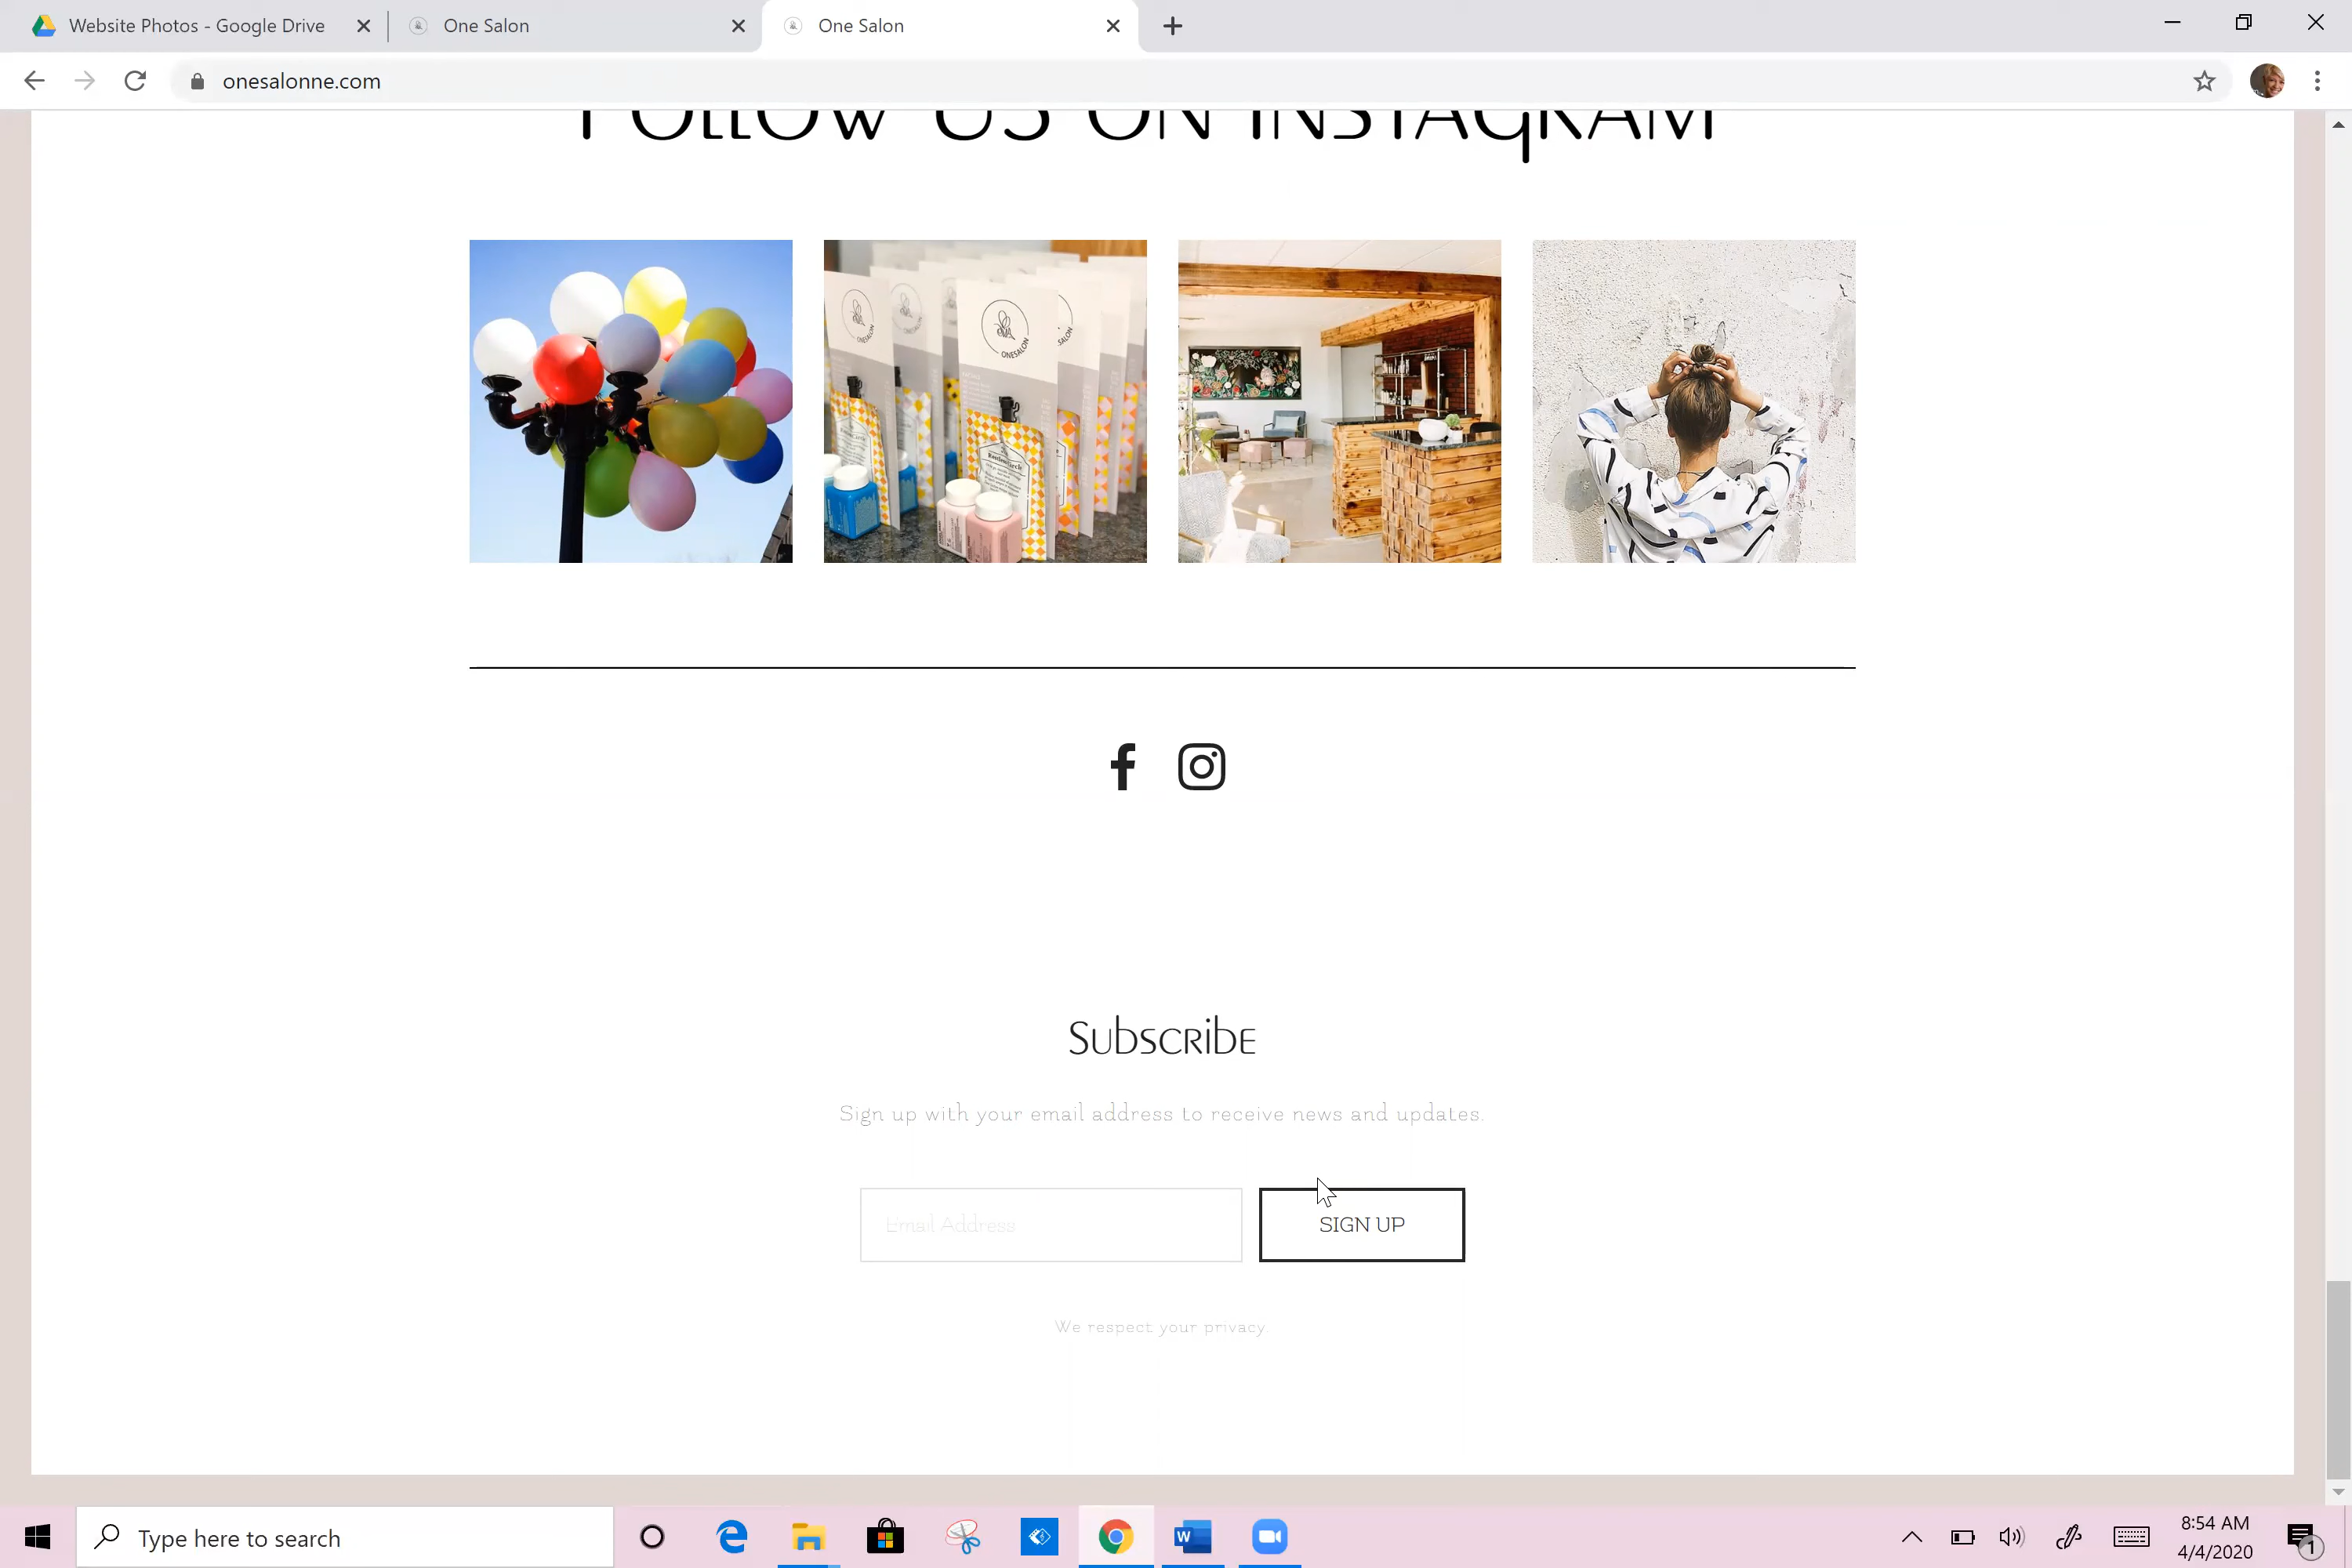 Website Photos - Google Drive
One Salon
One Salon
onesalonne.com
FOLLOW US ON INSTAGRAM
ONESALON
Subscribe
Sign up with your email address to receive news and updates.
Email Address
SIGN UP
We respect your privacy.
Type here to search
W
8:54 AM
4/4/2020
1